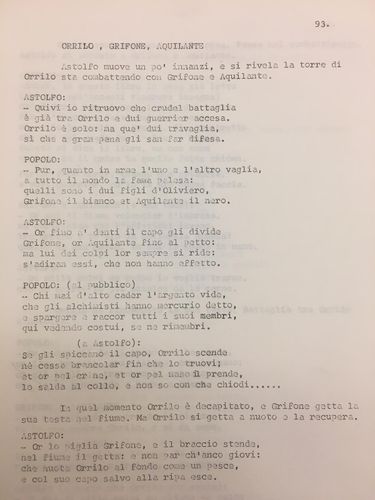 93.
ORRILO , GRIFONE, AQUILANTE
Astolfo muove un po' innanzi, e si rivela la torre di
Orrilo sta combattendo con Grifone e Aquilante.
ASTOLFO:
- Quivi io ritruovo che crudel battaglia
è già tra Orrilo e dui guerrier accesa.
Orrilo è solo: ma que' dui travaglia,
sì che a gran pena gli san far difesa.
POPOLO:
- Pur, quanto in arme l'uno e l'altro vaglia,
a tutto il mondo la fama palesa:
quelli sono i dui figli d'Oliviero,
Grifone il bianco et Aquilante il nero.
ASTOLFO:
- Or fino a' denti il capo gli divide
Grifone, or Aquilante fino al petto:
ma lui dei colpi lor sempre si ride:
s'adiran essi, che non hanno effetto.
POPOLO: (al pubblico)
- Chi mai d'alto cader l'argento vide,
che gli alchimisti hanno mercurio detto,
e spargere e raccor tutti i suoi membri,
qui vedendo costui, se ne rimembri.
(a Astolfo):
Se gli spiccano il capo, Orrilo scende
né cessa brancolar fin che lo truovi;
et or pel crine, et or pel naso il prende,
lo salda al collo, e non so con che chiodi......
In quel momento Orrilo è decapitato, e Grifone getta la
sua testa nel fiume. Ma Orrilo si getta a nuoto e la recupera.
ASTOLFO:
- Or lo piglia Grifone, e il braccio stende,
nel fiume il getta: e non par ch'anco giovi:
che nuota Orrilo al fondo come un pesce,
e col suo capo salvo alla ripa esce.